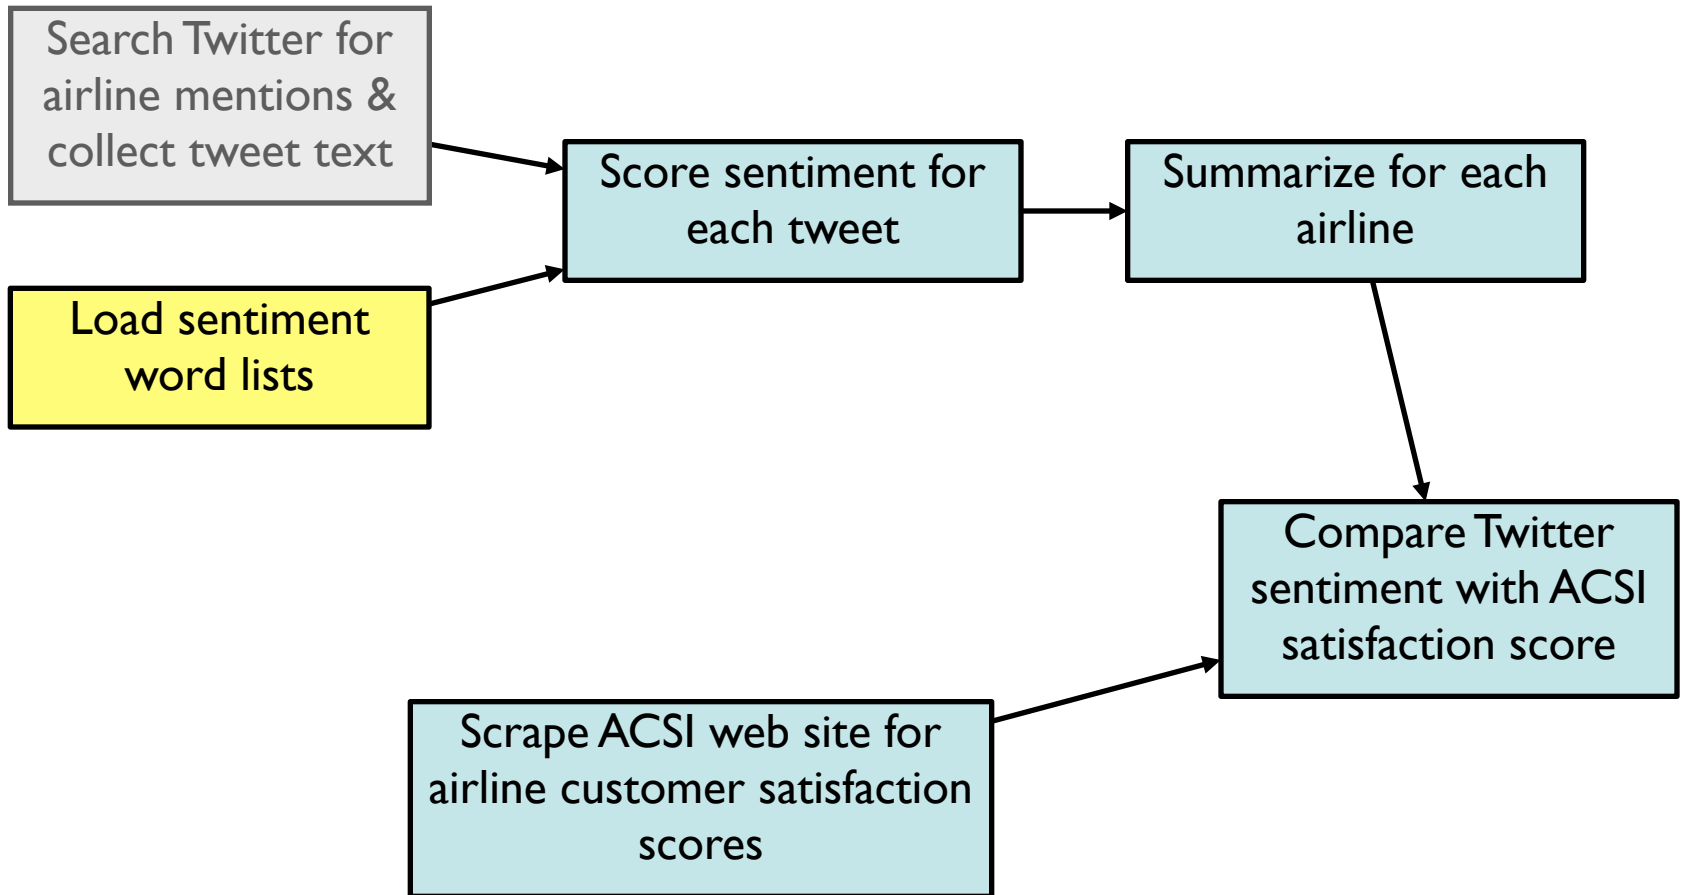 Search Twitter for
airline mentions &
collect tweet text
Score sentiment for
each tweet
Summarize for each
airline
Load sentiment
word lists
Compare Twitter
sentiment with ACSI
satisfaction score
Scrape ACSI web site for
airline customer satisfaction
scores